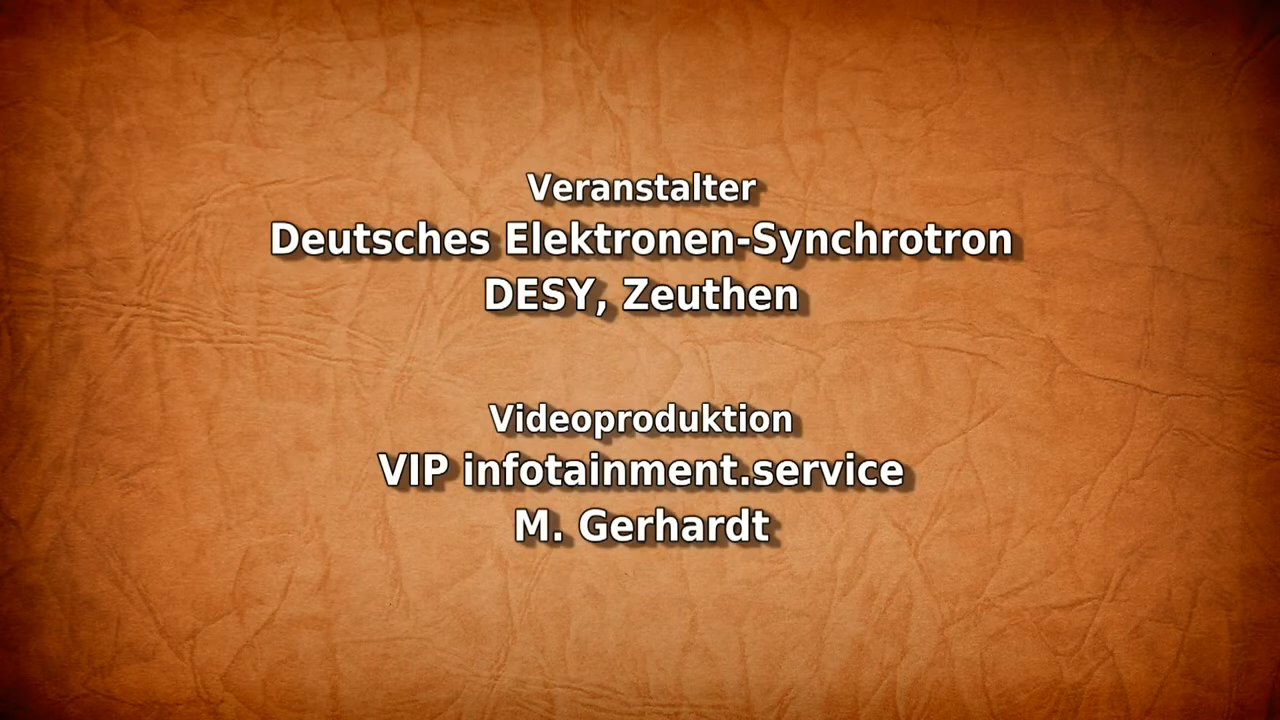 Veranstalter
Deutsches Elektronen-Synchrotron
DESY, Zeuthen
Videoproduktion
VIP infotainment.service
M. Gerhardt